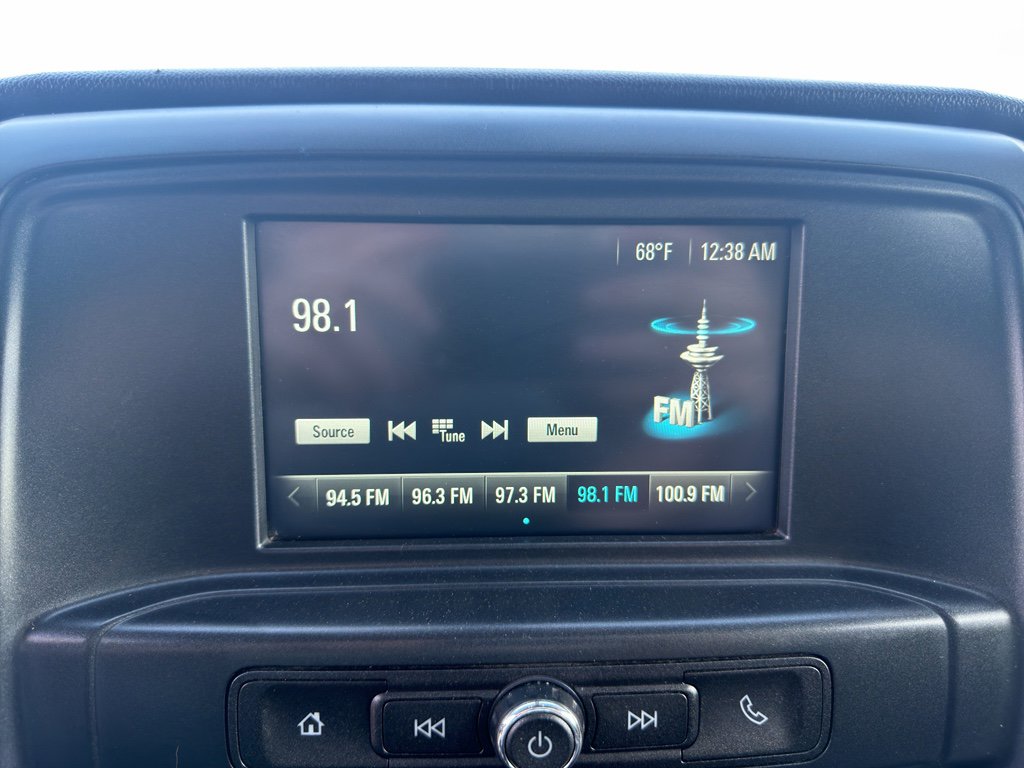 68°F 12:38 AM
98.1
FM
Source Tune Menu
94.5 FM 96.3 FM 97.3 FM 98.1 FM 100.9 FM